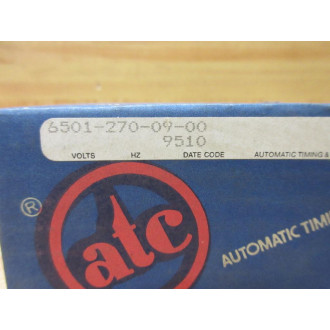 6501-270-09-00
9510
VOLTS HZ DATE CODE AUTOMATIC TIMING &
®
atc
AUTOMATIC TIMI